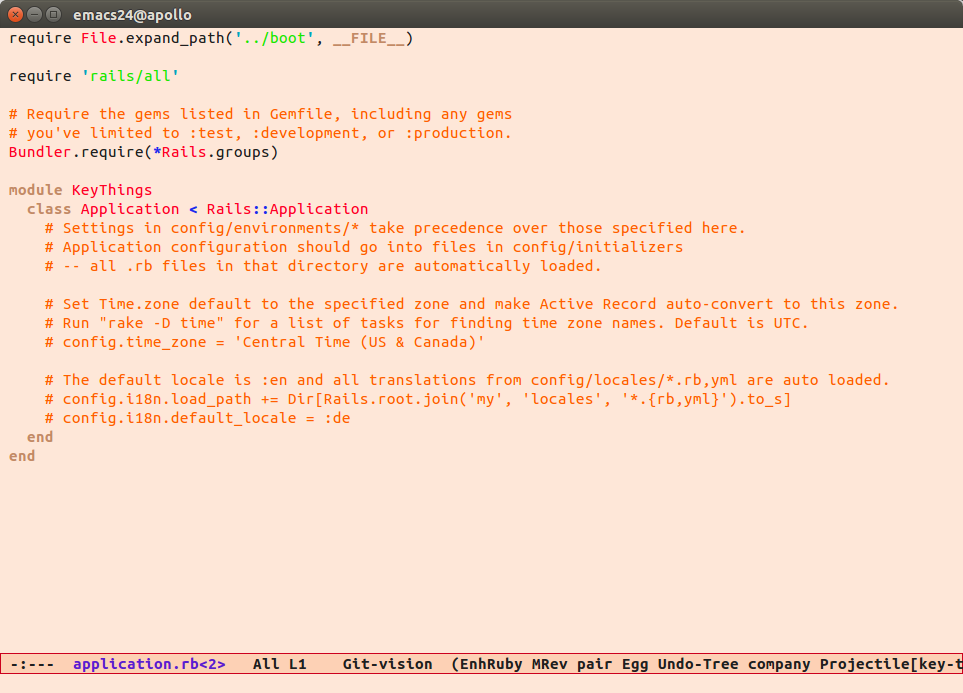 emacs24@apollo
require File.expand_path('../boot', __FILE__)
require 'rails/all'
# Require the gems listed in Gemfile, including any gems
# you've limited to :test, :development, or :production.
Bundler.require(*Rails.groups)
module KeyThings
  class Application < Rails::Application
    # Settings in config/environments/* take precedence over those specified here.
    # Application configuration should go into files in config/initializers
    # -- all .rb files in that directory are automatically loaded.
    # Set Time.zone default to the specified zone and make Active Record auto-convert to this zone.
    # Run "rake -D time" for a list of tasks for finding time zone names. Default is UTC.
    # config.time_zone = 'Central Time (US & Canada)'
    # The default locale is :en and all translations from config/locales/*.rb,yml are auto loaded.
    # config.i18n.load_path += Dir[Rails.root.join('my', 'locales', '*.{rb,yml}').to_s]
    # config.i18n.default_locale = :de
  end
end
-:---  application.rb<2>   All L1    Git-vision  (EnhRuby MRev pair Egg Undo-Tree company Projectile[key-t